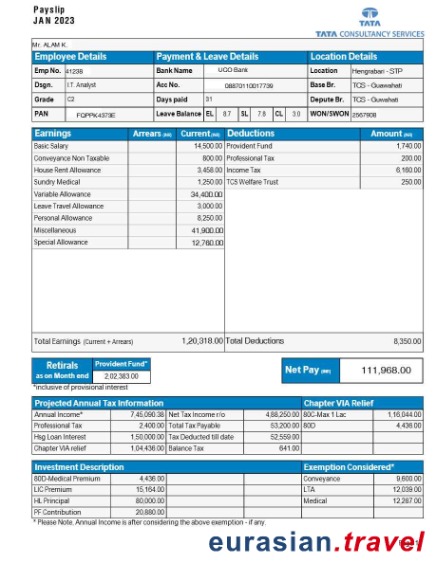 Payslip
JAN 2023
TATA
TATA CONSULTANCY SERVICES
Mr. ALAM K.
Employee Details Payment & Leave Details Location Details
Emp No. 41236 Bank Name UCO Bank Location Hengrabari - STP
Dsgn. I.T. Analyst Acc No. 08870110017739 Base Br. TCS - Guawahati
Grade C2 Days paid 31 Depute Br. TCS - Guwahati
PAN FQPPK4373E Leave Balance EL 8.7 SL 7.8 CL 3.0 WON/SWON 2567908
Earnings Arrears (INR) Current (INR) Deductions Amount (INR)
Basic Salary 14,500.00 Provident Fund 1,740.00
Conveyance Non Taxable 800.00 Professional Tax 200.00
House Rent Allowance 3,458.00 Income Tax 6,160.00
Sundry Medical 1,250.00 TCS Welfare Trust 250.00
Variable Allowance 34,400.00
Leave Travel Allowance 3,000.00
Personal Allowance 8,250.00
Miscellaneous 41,900.00
Special Allowance 12,760.00
Total Earnings (Current + Arrears) 1,20,318.00 Total Deductions 8,350.00
Retirals Provident Fund*
as on Month end 2,02,383.00
Net Pay (INR) 111,968.00
*inclusive of provisional interest
Projected Annual Tax Information Chapter VIA Relief
Annual Income* 7,45,090.38 Net Tax Income r/o 4,88,250.00 80C-Max 1 Lac 1,16,044.00
Professional Tax 2,400.00 Total Tax Payable 53,200.00 80D 4,436.00
Hsg Loan Interest 1,50,000.00 Tax Deducted till date 52,559.00
Chapter VIA relief 1,04,436.00 Balance Tax 641.00
Investment Description Exemption Considered*
80D-Medical Premium 4,436.00 Conveyance 9,600.00
LIC Premium 15,164.00 LTA 12,039.00
HL Principal 80,000.00 Medical 12,287.00
PF Contribution 20,880.00
* Please Note, Annual Income is after considering the above exemption - if any.
eurasian.travel